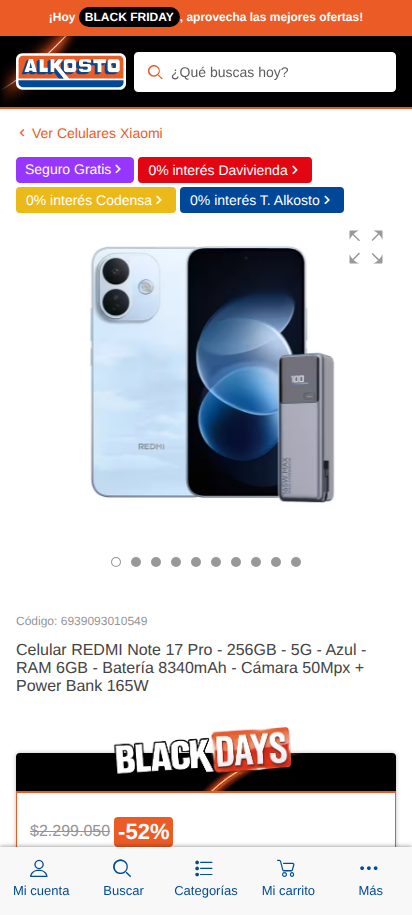 ¡Hoy BLACK FRIDAY, aprovecha las mejores ofertas!
ALKOSTO
¿Qué buscas hoy?
Ver Celulares Xiaomi
Seguro Gratis
0% interés Davivienda
0% interés Codensa
0% interés T. Alkosto
100
REDMI
165W MAX
Código: 6939093010549
Celular REDMI Note 17 Pro - 256GB - 5G - Azul -
RAM 6GB - Batería 8340mAh - Cámara 50Mpx +
Power Bank 165W
BLACK DAYS
$2.299.050 -52%
Mi cuenta
Buscar
Categorías
Mi carrito
Más